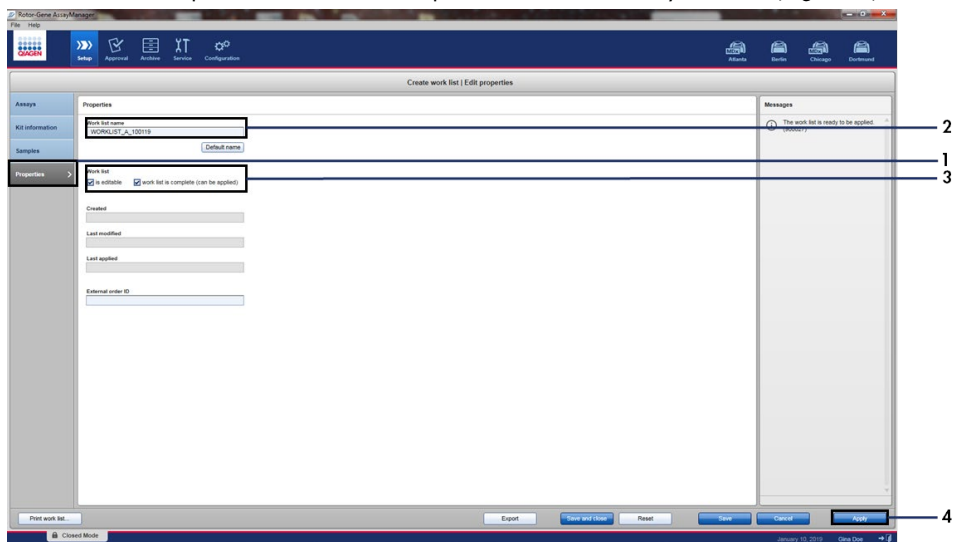 Rotor-Gene AssayManager
File Help
QIAGEN
Setup Approval Archive Service Configuration
Atlanta Berlin Chicago Dortmund
Create work list | Edit properties
Assays
Kit information
Samples
Properties
Properties
Work list name
WORKLIST_A_100119
Default name
Work list
is editable work list is complete (can be applied)
Created
Last modified
Last applied
External order ID
Messages
The work list is ready to be applied.
(900027)
2
1
3
4
Print work list...
Export Save and close Reset Save Cancel Apply
Closed Mode
January 10, 2019 Gina Doe